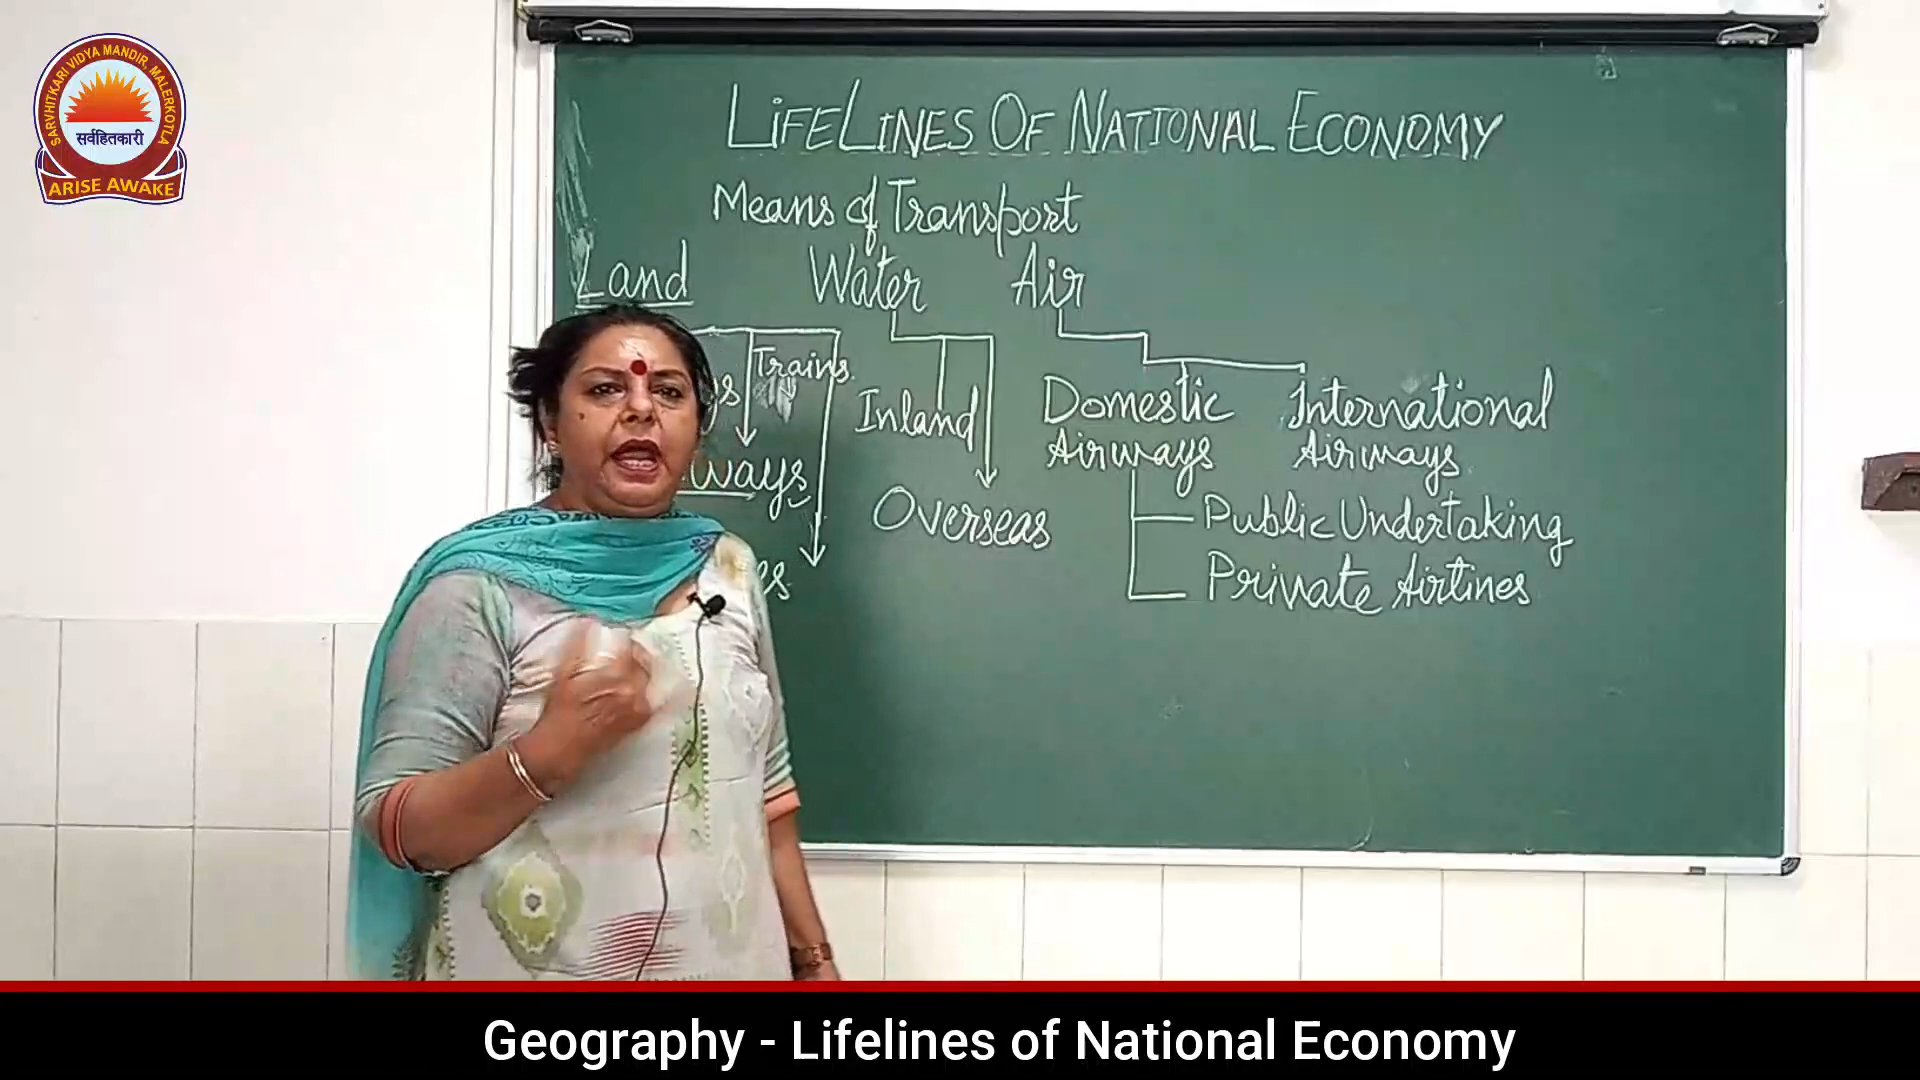 SARVHITKARI VIDYA MANDIR, MALERKOTLA
सर्वहितकारी
ARISE AWAKE
LIFELINES OF NATIONAL ECONOMY
Means of Transport
Land Water Air
Trains
Inland Domestic International
Airways Airways
ways
Overseas Public Undertaking
Private Airlines
es
Geography - Lifelines of National Economy